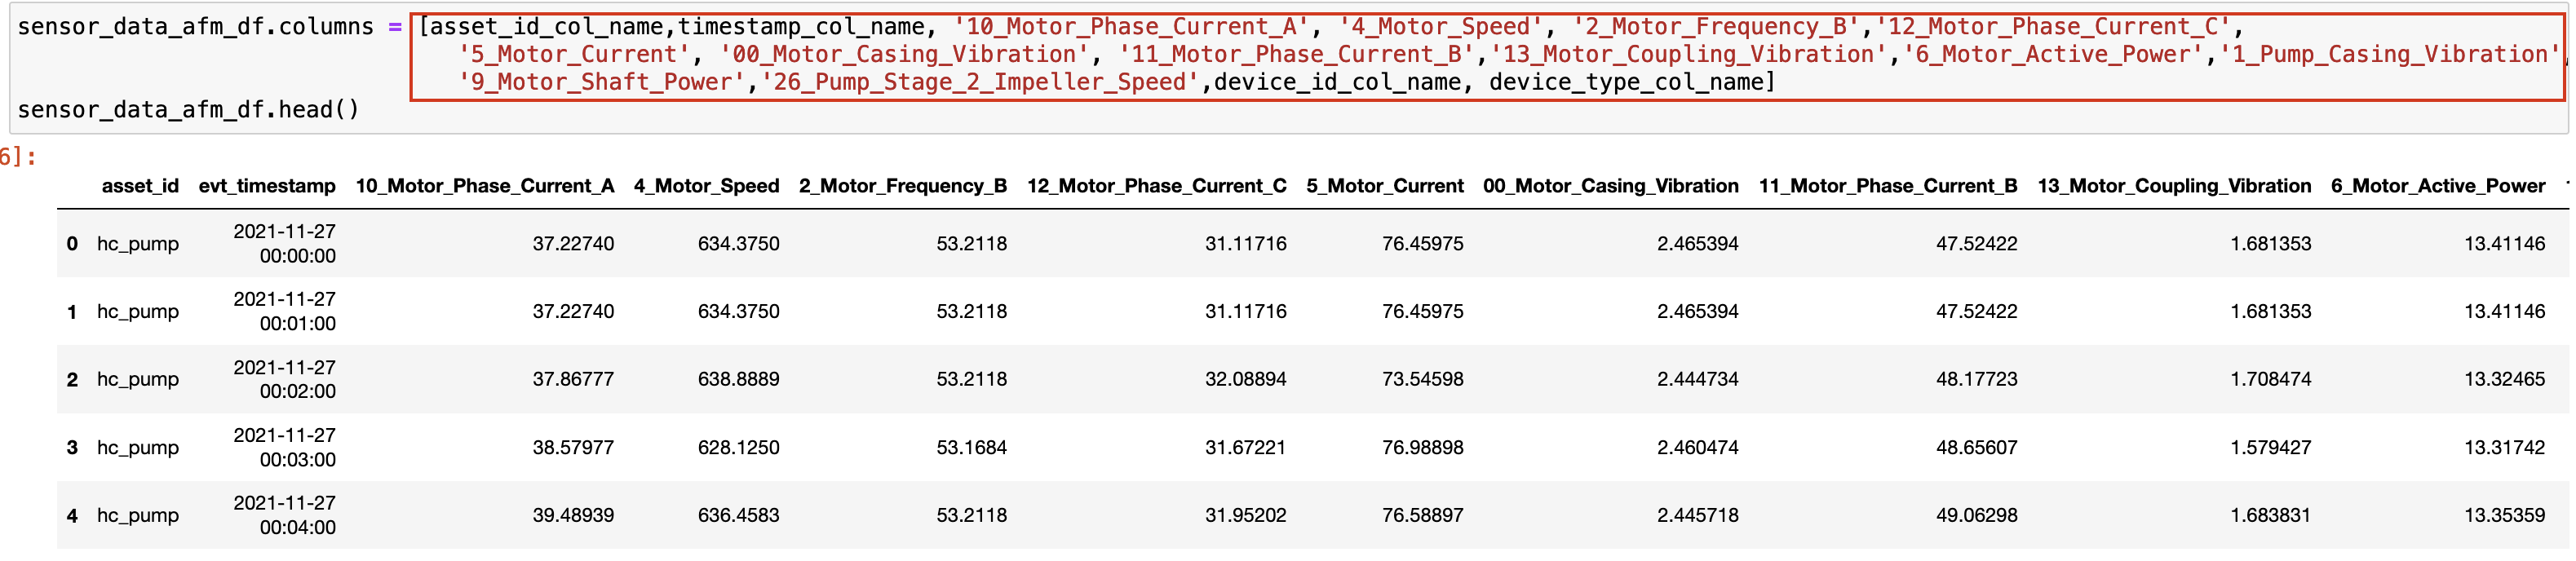 sensor_data_afm_df.columns = [asset_id_col_name,timestamp_col_name, '10_Motor_Phase_Current_A', '4_Motor_Speed', '2_Motor_Frequency_B','12_Motor_Phase_Current_C',
'5_Motor_Current', '00_Motor_Casing_Vibration', '11_Motor_Phase_Current_B','13_Motor_Coupling_Vibration','6_Motor_Active_Power','1_Pump_Casing_Vibration',
'9_Motor_Shaft_Power','26_Pump_Stage_2_Impeller_Speed',device_id_col_name, device_type_col_name]
sensor_data_afm_df.head()
6]:
asset_id evt_timestamp 10_Motor_Phase_Current_A 4_Motor_Speed 2_Motor_Frequency_B 12_Motor_Phase_Current_C 5_Motor_Current 00_Motor_Casing_Vibration 11_Motor_Phase_Current_B 13_Motor_Coupling_Vibration 6_Motor_Active_Power
0 hc_pump 2021-11-27 00:00:00 37.22740 634.3750 53.2118 31.11716 76.45975 2.465394 47.52422 1.681353 13.41146
1 hc_pump 2021-11-27 00:01:00 37.22740 634.3750 53.2118 31.11716 76.45975 2.465394 47.52422 1.681353 13.41146
2 hc_pump 2021-11-27 00:02:00 37.86777 638.8889 53.2118 32.08894 73.54598 2.444734 48.17723 1.708474 13.32465
3 hc_pump 2021-11-27 00:03:00 38.57977 628.1250 53.1684 31.67221 76.98898 2.460474 48.65607 1.579427 13.31742
4 hc_pump 2021-11-27 00:04:00 39.48939 636.4583 53.2118 31.95202 76.58897 2.445718 49.06298 1.683831 13.35359